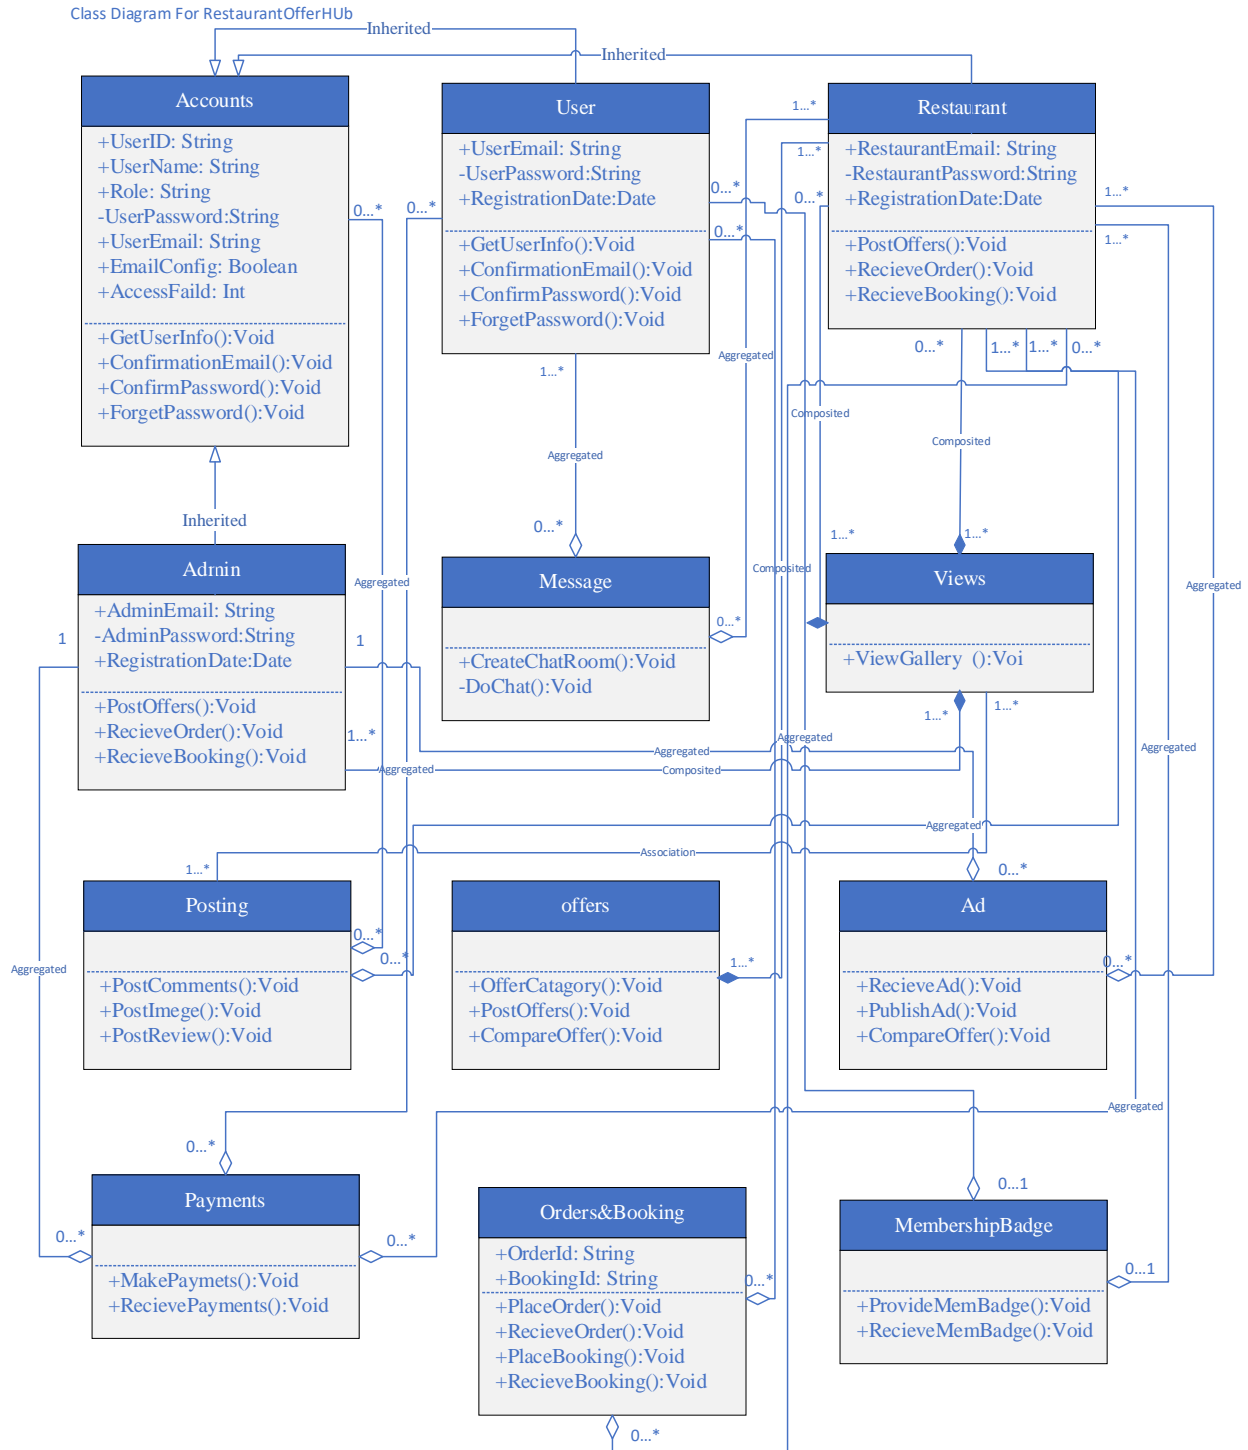 Class Diagram For RestaurantOfferHUb
Inherited
Inherited
Accounts
+UserID: String
+UserName: String
+Role: String
-UserPassword:String
+UserEmail: String
+EmailConfig: Boolean
+AccessFaild: Int
+GetUserInfo():Void
+ConfirmationEmail():Void
+ConfirmPassword():Void
+ForgetPassword():Void
0...*
User
+UserEmail: String
-UserPassword:String
+RegistrationDate:Date
+GetUserInfo():Void
+ConfirmationEmail():Void
+ConfirmPassword():Void
+ForgetPassword():Void
0...*
0...*
0...*
1...*
Restaurant
+RestaurantEmail: String
-RestaurantPassword:String
+RegistrationDate:Date
+PostOffers():Void
+RecieveOrder():Void
+RecieveBooking():Void
1...*
1...*
0...*
1...*
1...*
0...*
1...*
1...*
0...*
Aggregated
Composited
Composited
Aggregated
Inherited
0...*
1...*
1...*
Admin
+AdminEmail: String
-AdminPassword:String
+RegistrationDate:Date
+PostOffers():Void
+RecieveOrder():Void
+RecieveBooking():Void
1
1
1...*
Aggregated
Message
+CreateChatRoom():Void
-DoChat():Void
0...*
Composited
Views
+ViewGallery ():Voi
1...*
1...*
Aggregated
Aggregated
Aggregated
Aggregated
Aggregated
Composited
Aggregated
Association
1...*
0...*
Posting
+PostComments():Void
+PostImege():Void
+PostReview():Void
0...*
0...*
Aggregated
offers
+OfferCatagory():Void
+PostOffers():Void
+CompareOffer():Void
1...*
Ad
+RecieveAd():Void
+PublishAd():Void
+CompareOffer():Void
0...*
Aggregated
0...*
Payments
+MakePaymets():Void
+RecievePayments():Void
0...*
0...*
Orders&Booking
+OrderId: String
+BookingId: String
+PlaceOrder():Void
+RecieveOrder():Void
+PlaceBooking():Void
+RecieveBooking():Void
0...*
0...*
0...1
MembershipBadge
+ProvideMemBadge():Void
+RecieveMemBadge():Void
0...1